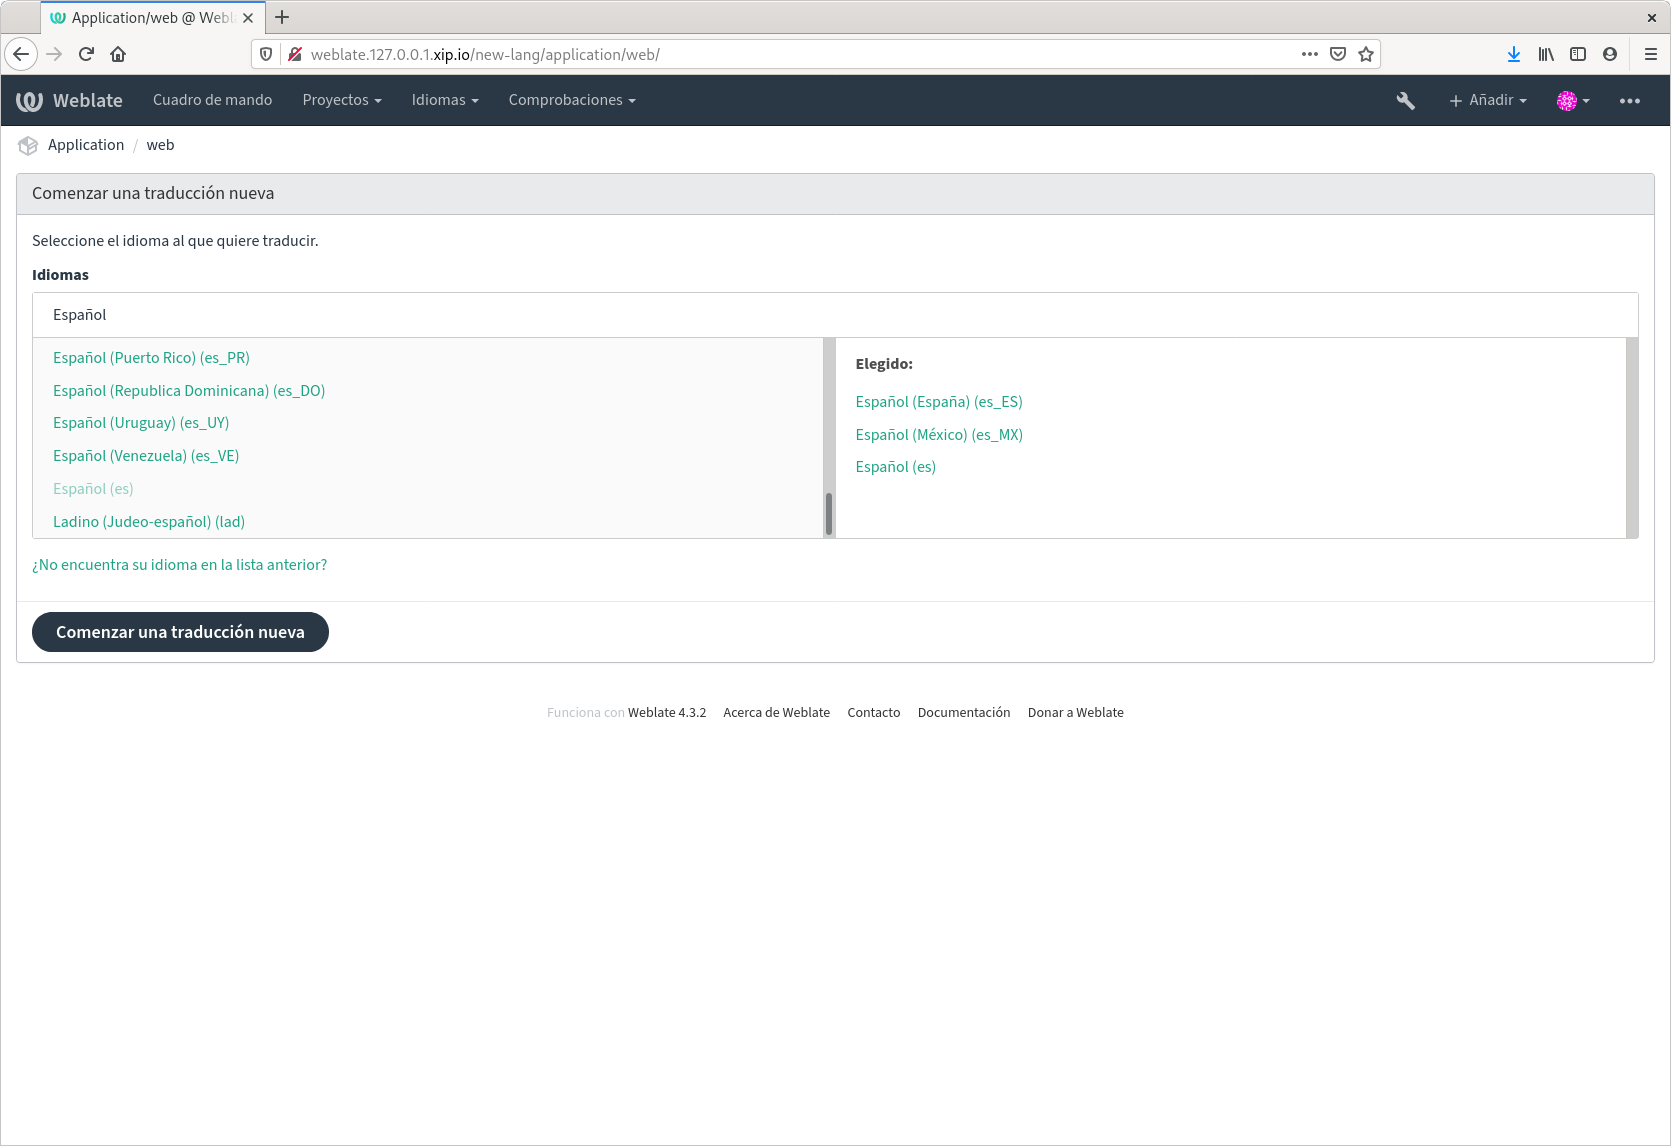 Application/web @ Webl
weblate.127.0.0.1.xip.io/new-lang/application/web/
Weblate Cuadro de mando Proyectos Idiomas Comprobaciones Añadir
Application / web
Comenzar una traducción nueva
Seleccione el idioma al que quiere traducir.
Idiomas
Español
Español (Puerto Rico) (es_PR)
Español (Republica Dominicana) (es_DO)
Español (Uruguay) (es_UY)
Español (Venezuela) (es_VE)
Español (es)
Ladino (Judeo-español) (lad)
Elegido:
Español (España) (es_ES)
Español (México) (es_MX)
Español (es)
¿No encuentra su idioma en la lista anterior?
Comenzar una traducción nueva
Funciona con Weblate 4.3.2 Acerca de Weblate Contacto Documentación Donar a Weblate